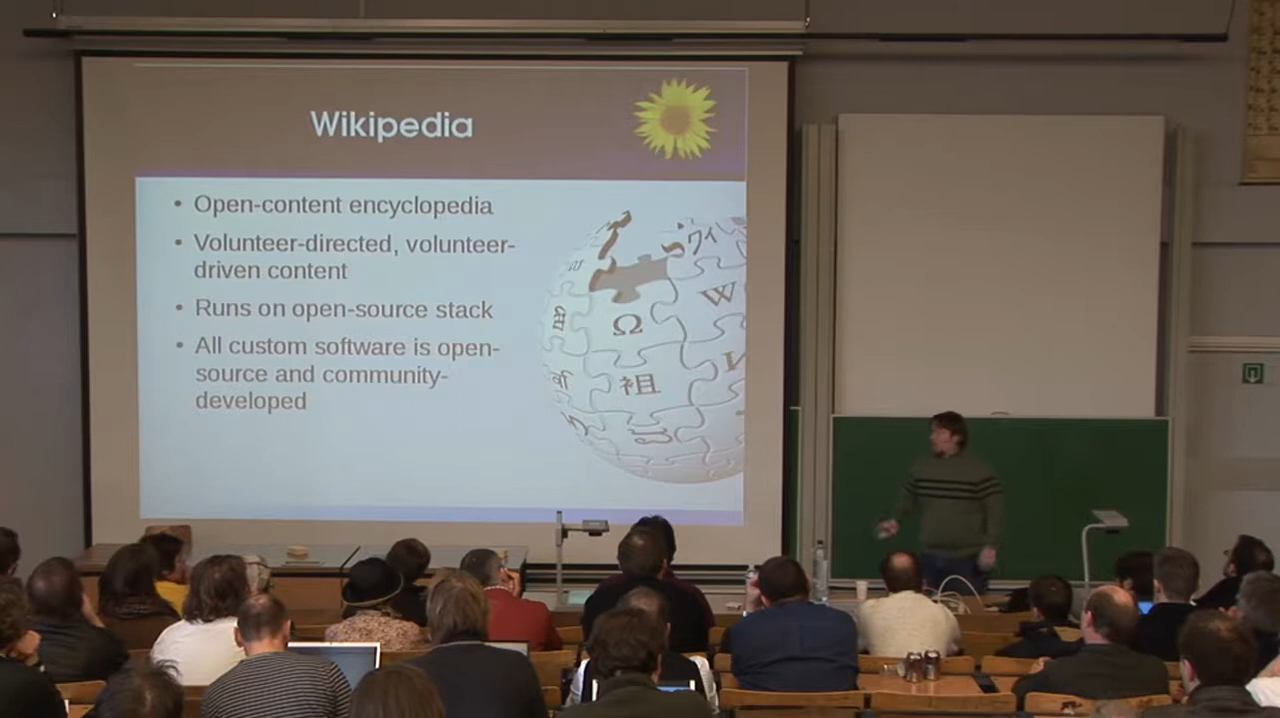 Wikipedia
• Open-content encyclopedia
• Volunteer-directed, volunteer-
driven content
• Runs on open-source stack
• All custom software is open-
source and community-
developed
Ω
W
祖